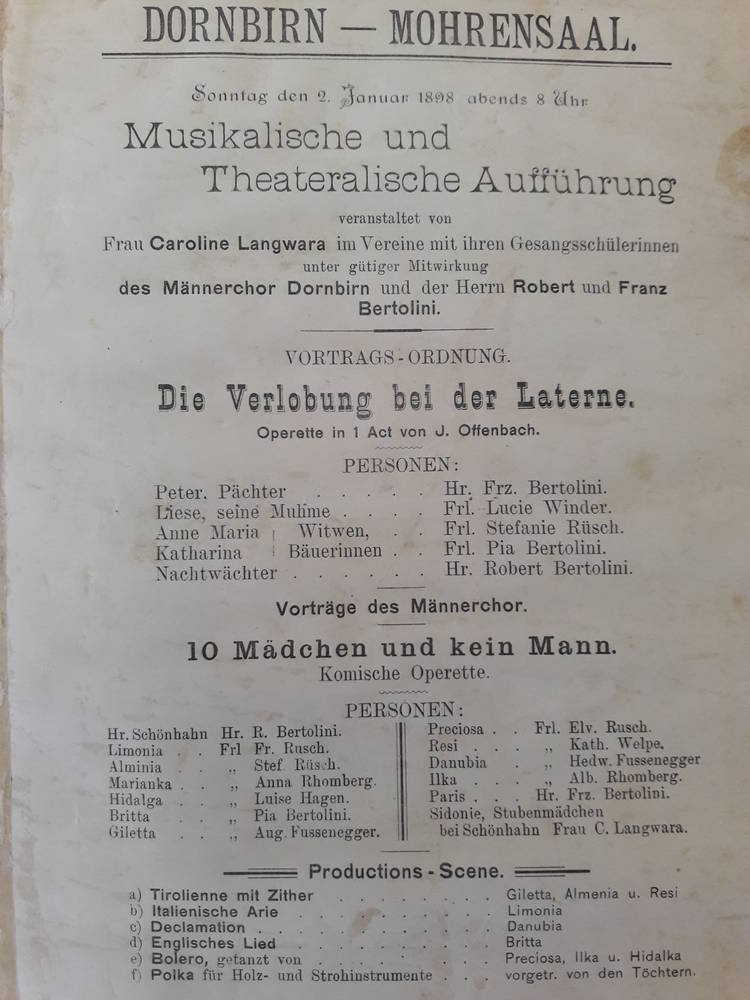 DORNBIRN — MOHRENSAAL.
Sonntag den 2. Januar 1898 abends 8 Uhr
Musikalische und
Theateralische Aufführung
veranstaltet von
Frau Caroline Langwara im Vereine mit ihren Gesangsschülerinnen
unter gütiger Mitwirkung
des Männerchor Dornbirn und der Herrn Robert und Franz
Bertolini.
VORTRAGS-ORDNUNG.
Die Verlobung bei der Laterne.
Operette in 1 Act von J. Offenbach.
PERSONEN:
Peter, Pächter . . . . . Hr. Frz. Bertolini.
Liese, seine Muhme . . . . Frl. Lucie Winder.
Anne Maria } Witwen, . . Frl. Stefanie Rüsch.
Katharina } Bäuerinnen . . Frl. Pia Bertolini.
Nachtwächter . . . . . . Hr. Robert Bertolini.
Vorträge des Männerchor.
10 Mädchen und kein Mann.
Komische Operette.
PERSONEN:
Hr. Schönhahn Hr. R. Bertolini.
Limonia . . Frl Fr. Rusch.
Alminia . . „ Stef. Rüsch.
Marianka . . „ Anna Rhomberg.
Hidalga . . „ Luise Hagen.
Britta . . „ Pia Bertolini.
Giletta . . „ Aug. Fussenegger.
Preciosa . . Frl. Elv. Rusch.
Resi . . . „ Kath. Welpe.
Danubia . „ Hedw. Fussenegger
Ilka . . . „ Alb. Rhomberg.
Paris . . . Hr. Frz. Bertolini.
Sidonie, Stubenmädchen
bei Schönhahn Frau C. Langwara.
Productions-Scene.
a) Tirolienne mit Zither . . . . . . . . Giletta, Almenia u. Resi
b) Italienische Arie . . . . . . . . . Limonia
c) Declamation . . . . . . . . . . Danubia
d) Englisches Lied . . . . . . . . . Britta
e) Bolero, getanzt von . . . . . . . . Preciosa, Ilka u. Hidalka
f) Polka für Holz- und Strohinstrumente . . . vorgetr. von den Töchtern.